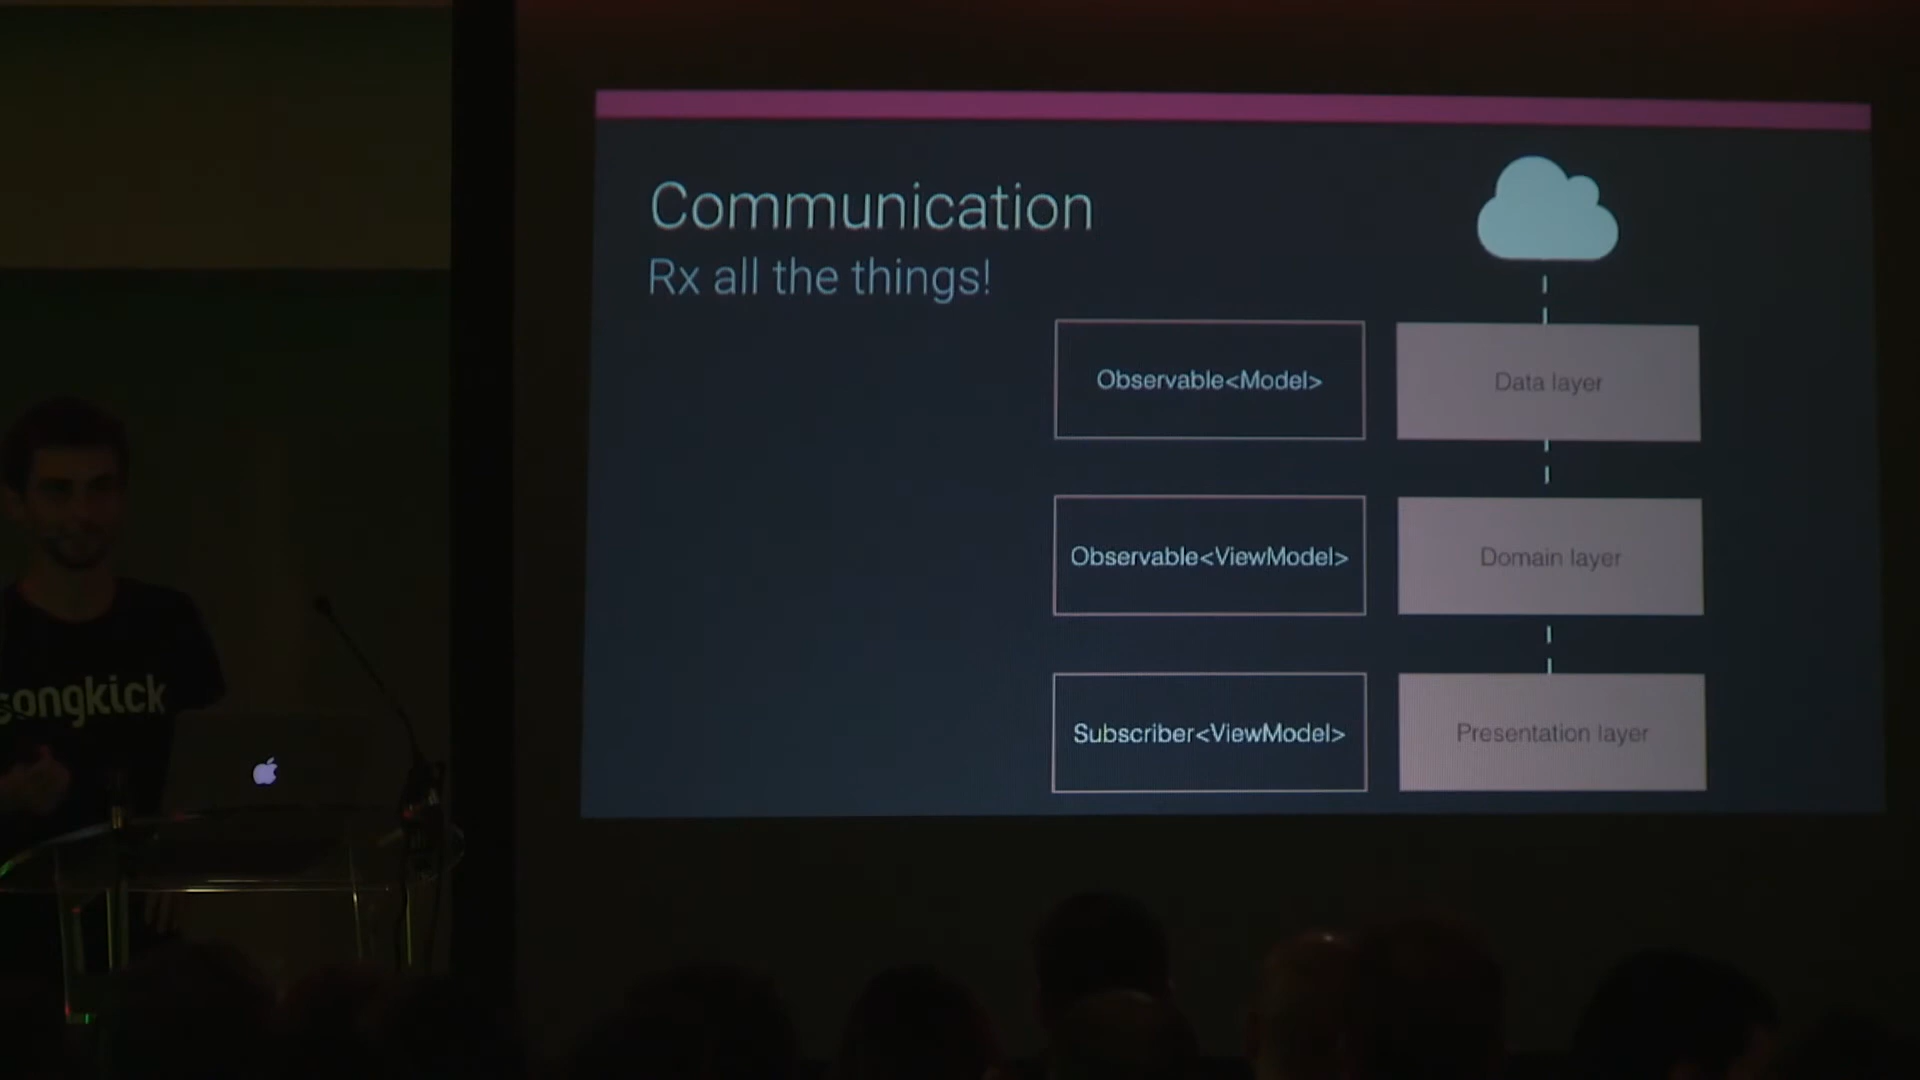 Communication
Rx all the things!
Observable<Model>
Data layer
Observable<ViewModel>
Domain layer
Subscriber<ViewModel>
Presentation layer
songkick